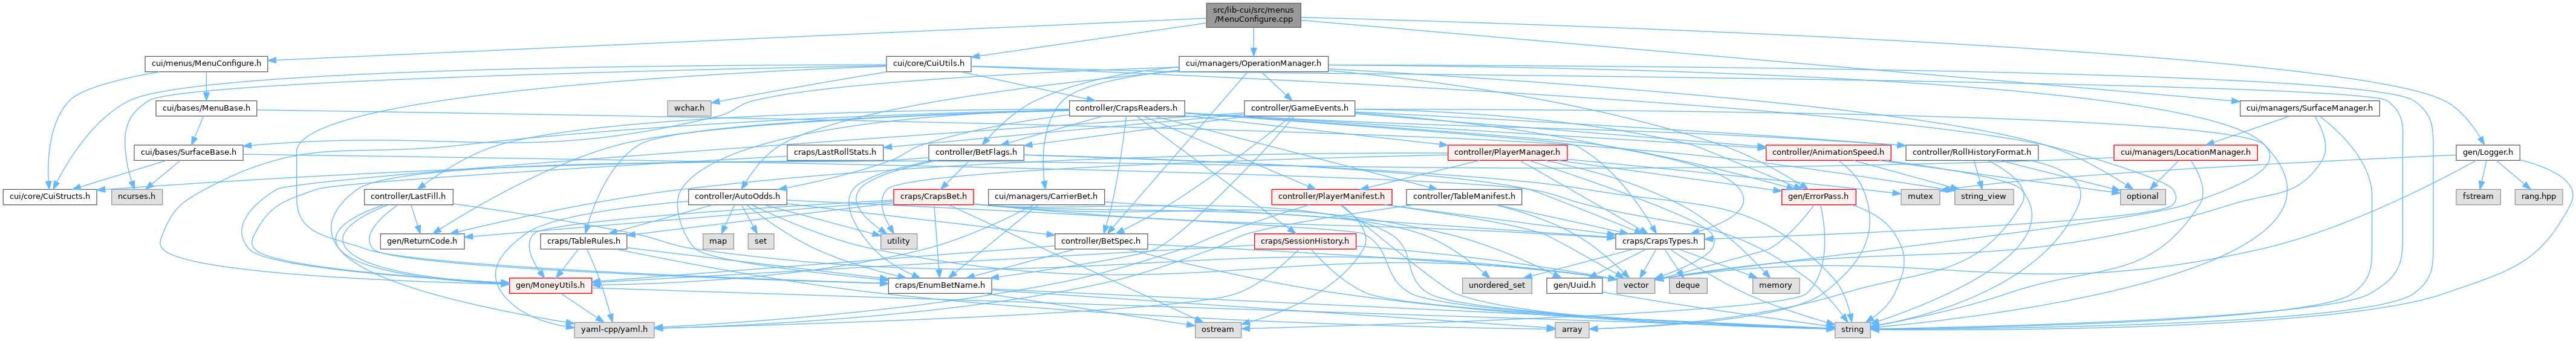 src/lib-cui/src/menus
/MenuConfigure.cpp
cui/menus/MenuConfigure.h
cui/core/CuiUtils.h
cui/managers/OperationManager.h
cui/bases/MenuBase.h
wchar.h
controller/CrapsReaders.h
controller/GameEvents.h
cui/managers/SurfaceManager.h
cui/bases/SurfaceBase.h
craps/LastRollStats.h
controller/BetFlags.h
controller/PlayerManager.h
controller/AnimationSpeed.h
controller/RollHistoryFormat.h
cui/managers/LocationManager.h
gen/Logger.h
cui/core/CuiStructs.h
ncurses.h
controller/LastFill.h
controller/AutoOdds.h
craps/CrapsBet.h
cui/managers/CarrierBet.h
controller/PlayerManifest.h
controller/TableManifest.h
gen/ErrorPass.h
mutex
string_view
optional
fstream
rang.hpp
gen/ReturnCode.h
craps/TableRules.h
map
set
utility
controller/BetSpec.h
craps/SessionHistory.h
craps/CrapsTypes.h
gen/MoneyUtils.h
craps/EnumBetName.h
unordered_set
gen/Uuid.h
vector
deque
memory
yaml-cpp/yaml.h
ostream
array
string